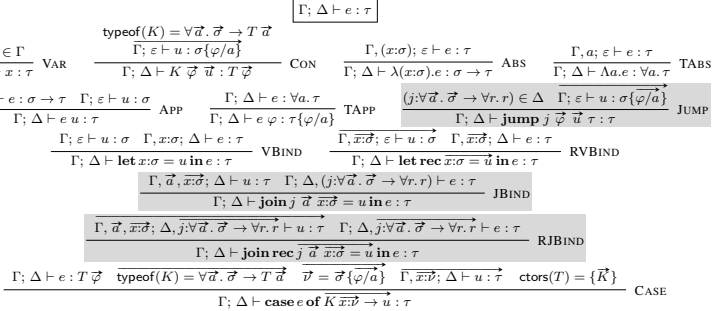 Γ; Δ ⊢ e : τ
typeof(K) = ∀a⃗. σ⃗ → T a⃗
∈ Γ
Γ; ε ⊢ u : σ{φ/a}
Γ, (x:σ); ε ⊢ e : τ
Γ, a; ε ⊢ e : τ
x : τ VAR
Γ; Δ ⊢ K φ⃗ u⃗ : T φ⃗ CON
Γ; Δ ⊢ λ(x:σ).e : σ → τ ABS
Γ; Δ ⊢ Λa.e : ∀a. τ TABS
⊢ e : σ → τ Γ; ε ⊢ u : σ
Γ; Δ ⊢ e : ∀a. τ
(j:∀a⃗. σ⃗ → ∀r. r) ∈ Δ Γ; ε ⊢ u : σ{φ/a}
Γ; Δ ⊢ e u : τ APP
Γ; Δ ⊢ e φ : τ{φ/a} TAPP
Γ; Δ ⊢ jump j φ⃗ u⃗ τ : τ JUMP
Γ; ε ⊢ u : σ Γ, x:σ; Δ ⊢ e : τ
Γ, x:σ; ε ⊢ u : σ Γ, x:σ; Δ ⊢ e : τ
Γ; Δ ⊢ let x:σ = u in e : τ VBIND
Γ; Δ ⊢ let rec x:σ = u in e : τ RVBIND
Γ, a⃗, x:σ; Δ ⊢ u : τ Γ; Δ, (j:∀a⃗. σ⃗ → ∀r. r) ⊢ e : τ
Γ; Δ ⊢ join j a⃗ x:σ = u in e : τ JBIND
Γ, a⃗, x:σ; Δ, j:∀a⃗. σ⃗ → ∀r. r ⊢ u : τ Γ; Δ, j:∀a⃗. σ⃗ → ∀r. r ⊢ e : τ
Γ; Δ ⊢ join rec j a⃗ x:σ = u in e : τ RJBIND
Γ; Δ ⊢ e : T φ⃗ typeof(K) = ∀a⃗. σ⃗ → T a⃗ ν⃗ = σ⃗{φ/a} Γ, x:ν; Δ ⊢ u : τ ctors(T) = {K⃗}
Γ; Δ ⊢ case e of K x:ν → u : τ CASE